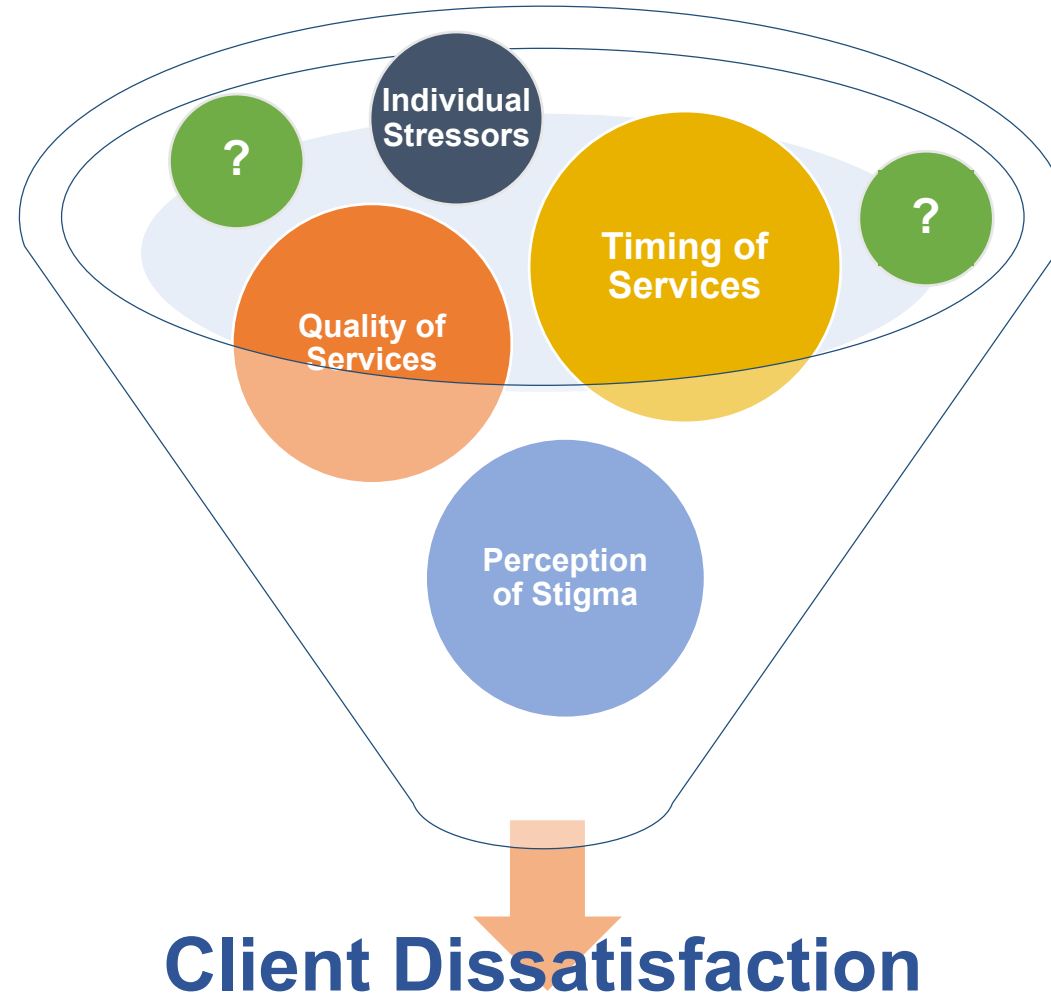 Individual
Stressors
?
Timing of
Services
?
Quality of
Services
Perception
of Stigma
Client Dissatisfaction